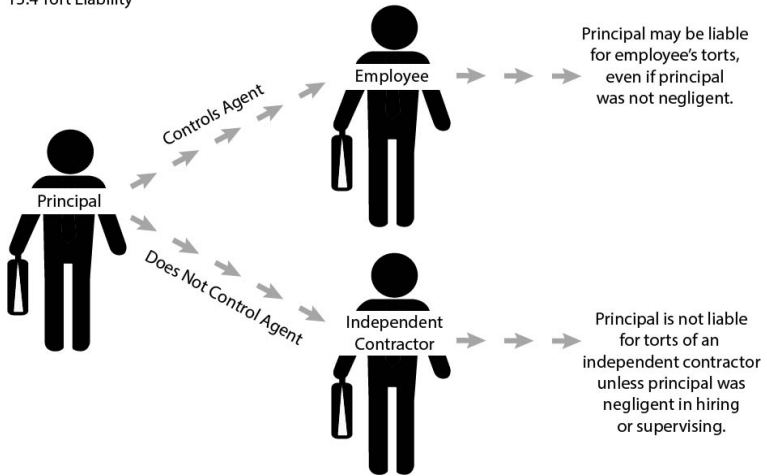 15.4 Tort Liability
Principal may be liable
for employee's torts,
even if principal
was not negligent.
Employee
Controls Agent
Principal
Does Not Control Agent
Independent
Contractor
Principal is not liable
for torts of an
independent contractor
unless principal was
negligent in hiring
or supervising.